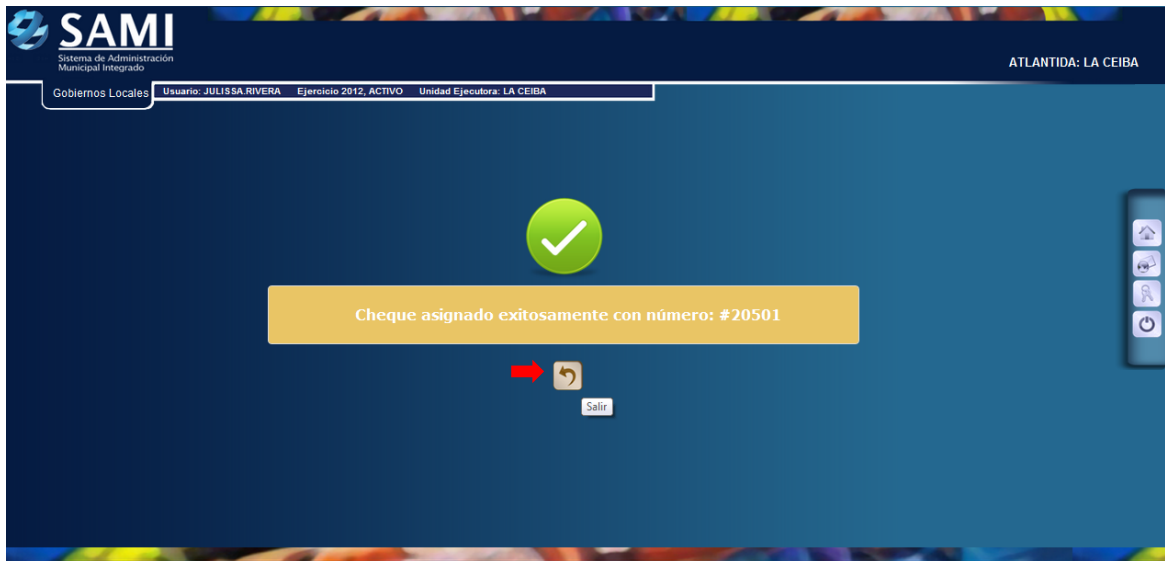 SAMI
Sistema de Administración
Municipal Integrado
ATLANTIDA: LA CEIBA
Gobiernos Locales
Usuario: JULISSA.RIVERA Ejercicio 2012, ACTIVO Unidad Ejecutora: LA CEIBA
Cheque asignado exitosamente con número: #20501
Salir